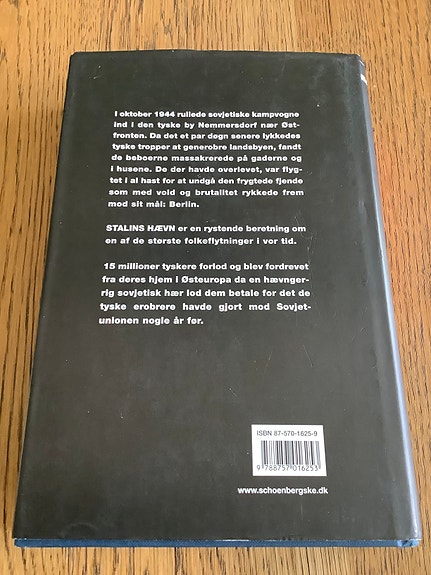 I oktober 1944 rullede sovjetiske kampvogne
ind i den tyske by Nemmersdorf nær Øst-
fronten. Da det et par døgn senere lykkedes
tyske tropper at generobre landsbyen, fandt
de beboerne massakrerede på gaderne og
i husene. De der havde overlevet, var flyg-
tet i al hast for at undgå den frygtede fjende
som med vold og brutalitet rykkede frem
mod sit mål: Berlin.
STALINS HÆVN er en rystende beretning om
en af de største folkeflytninger i vor tid.
15 millioner tyskere forlod og blev fordrevet
fra deres hjem i Østeuropa da en hævnger-
rig sovjetisk hær lod dem betale for det de
tyske erobrere havde gjort mod Sovjet-
unionen nogle år før.
ISBN 87-570-1625-9
9 788757 016253
www.schoenbergske.dk